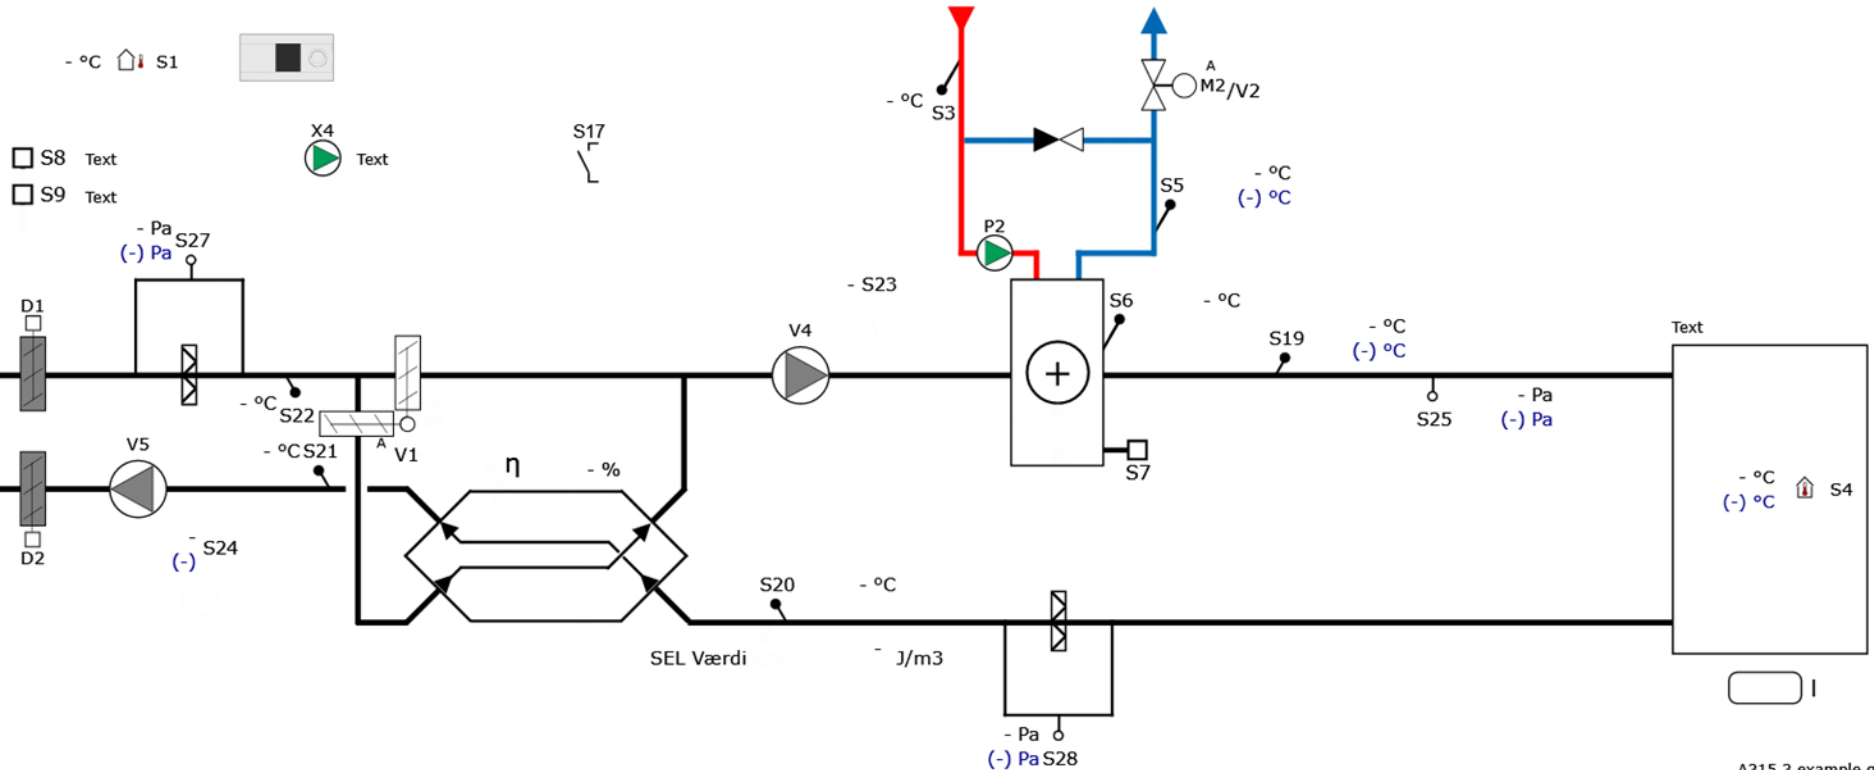 - °C S1
S8 Text
S9 Text
X4
Text
S17
- °C
S3
A
M2/V2
- °C
(-) °C
S5
P2
- Pa
(-) Pa
S27
D1
- °C
S22
A
V1
- °C S21
V5
D2
-
(-)
S24
η - %
V4
- S23
S6
- °C
S19
- °C
(-) °C
S25
- Pa
(-) Pa
S7
Text
- °C
(-) °C
S4
S20
- °C
SEL Værdi - J/m3
- Pa
(-) Pa S28
I